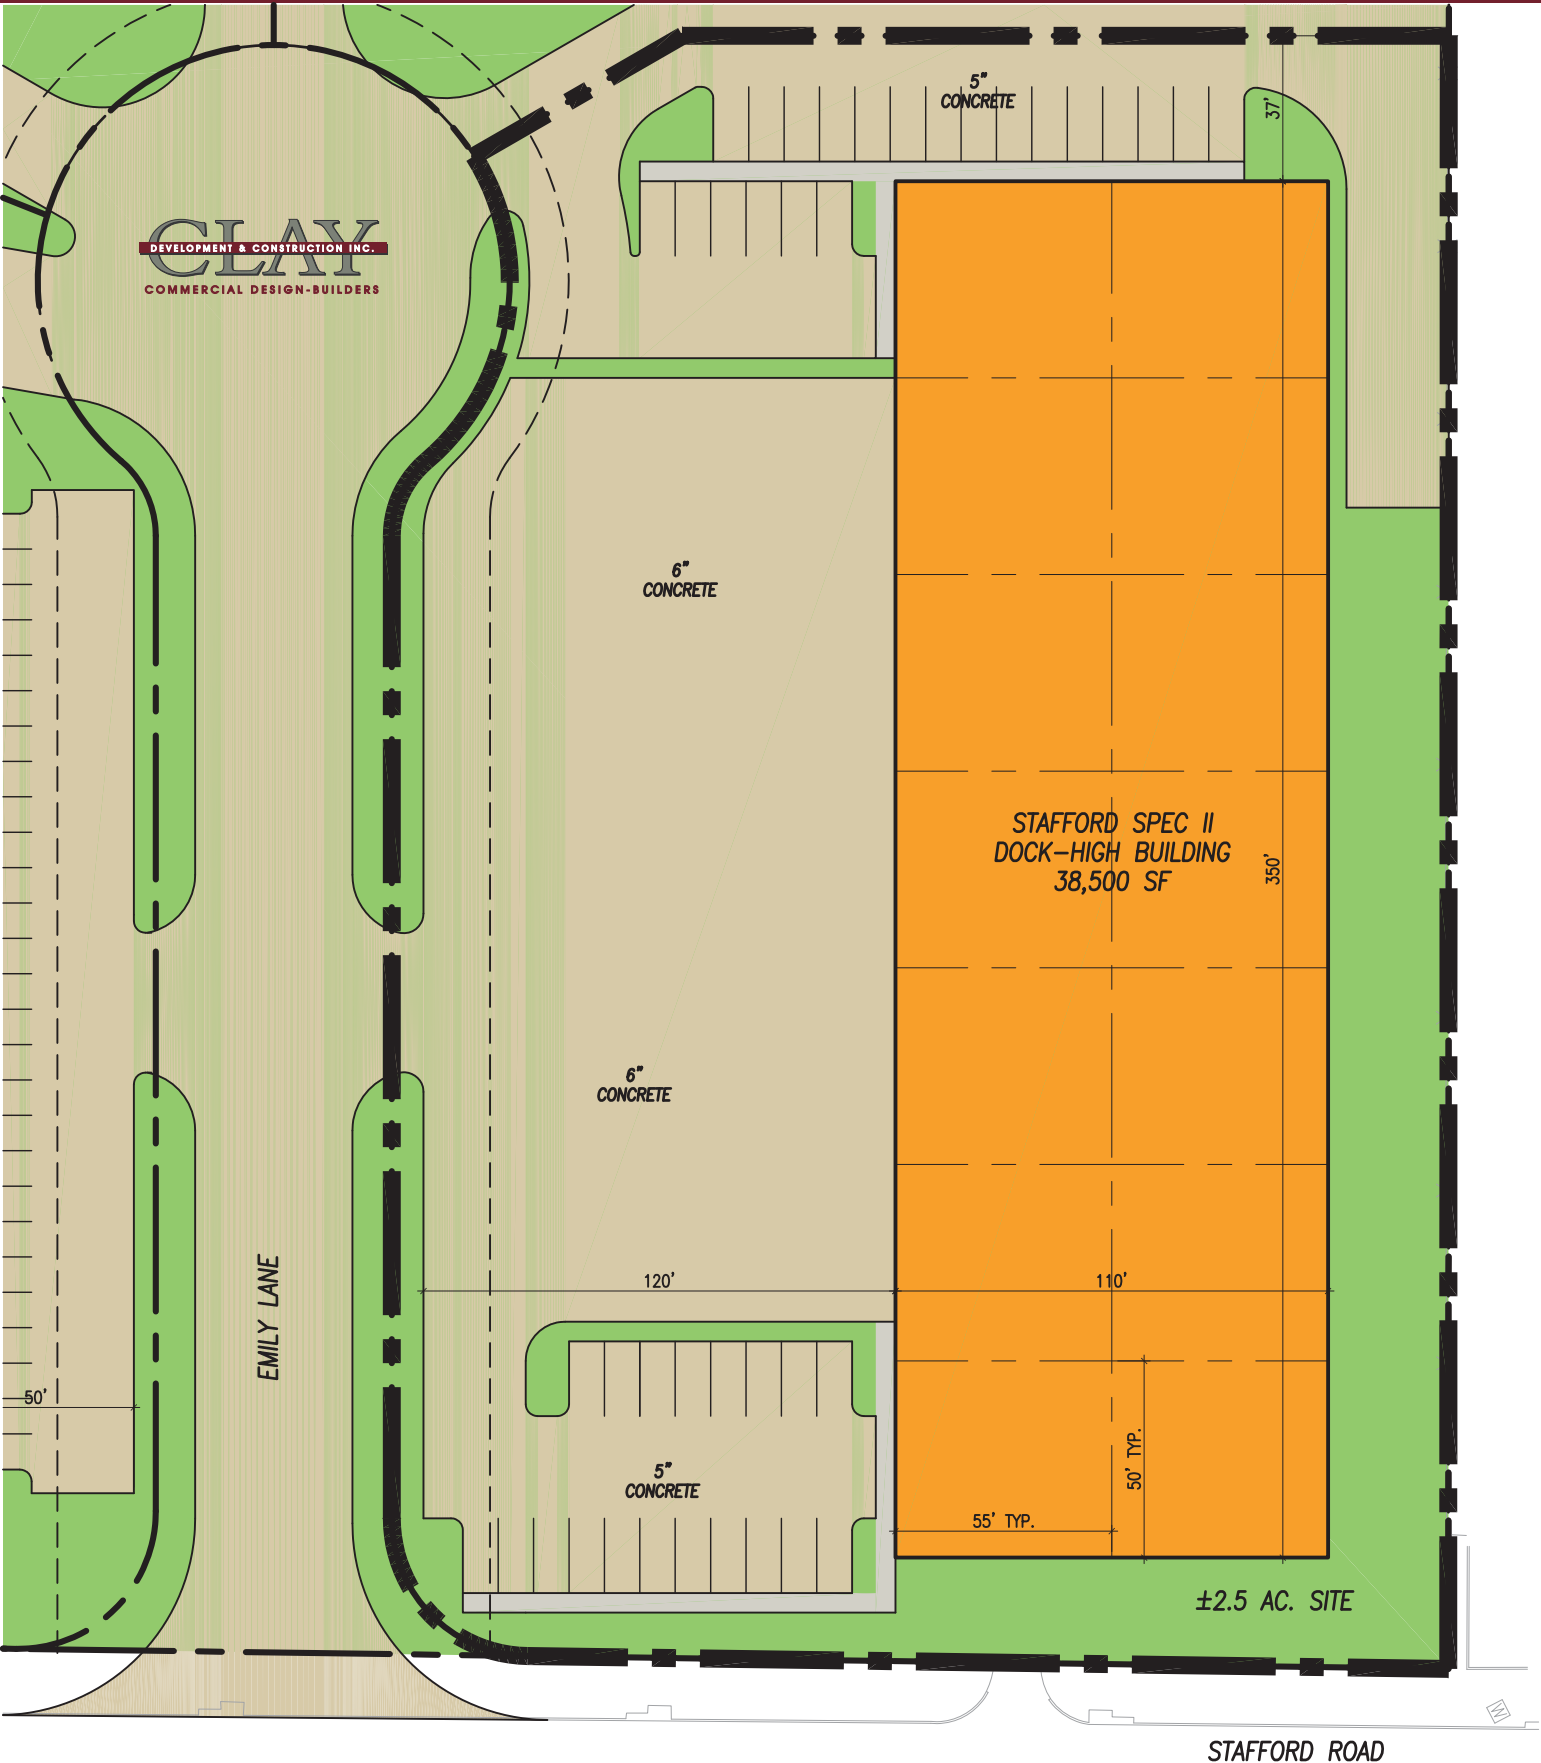 5"
CONCRETE
37'
CLAY
DEVELOPMENT & CONSTRUCTION INC.
COMMERCIAL DESIGN-BUILDERS
6"
CONCRETE
STAFFORD SPEC II
DOCK-HIGH BUILDING
38,500 SF
350'
6"
CONCRETE
120'
110'
EMILY LANE
50'
5"
CONCRETE
50' TYP.
55' TYP.
±2.5 AC. SITE
W
STAFFORD ROAD